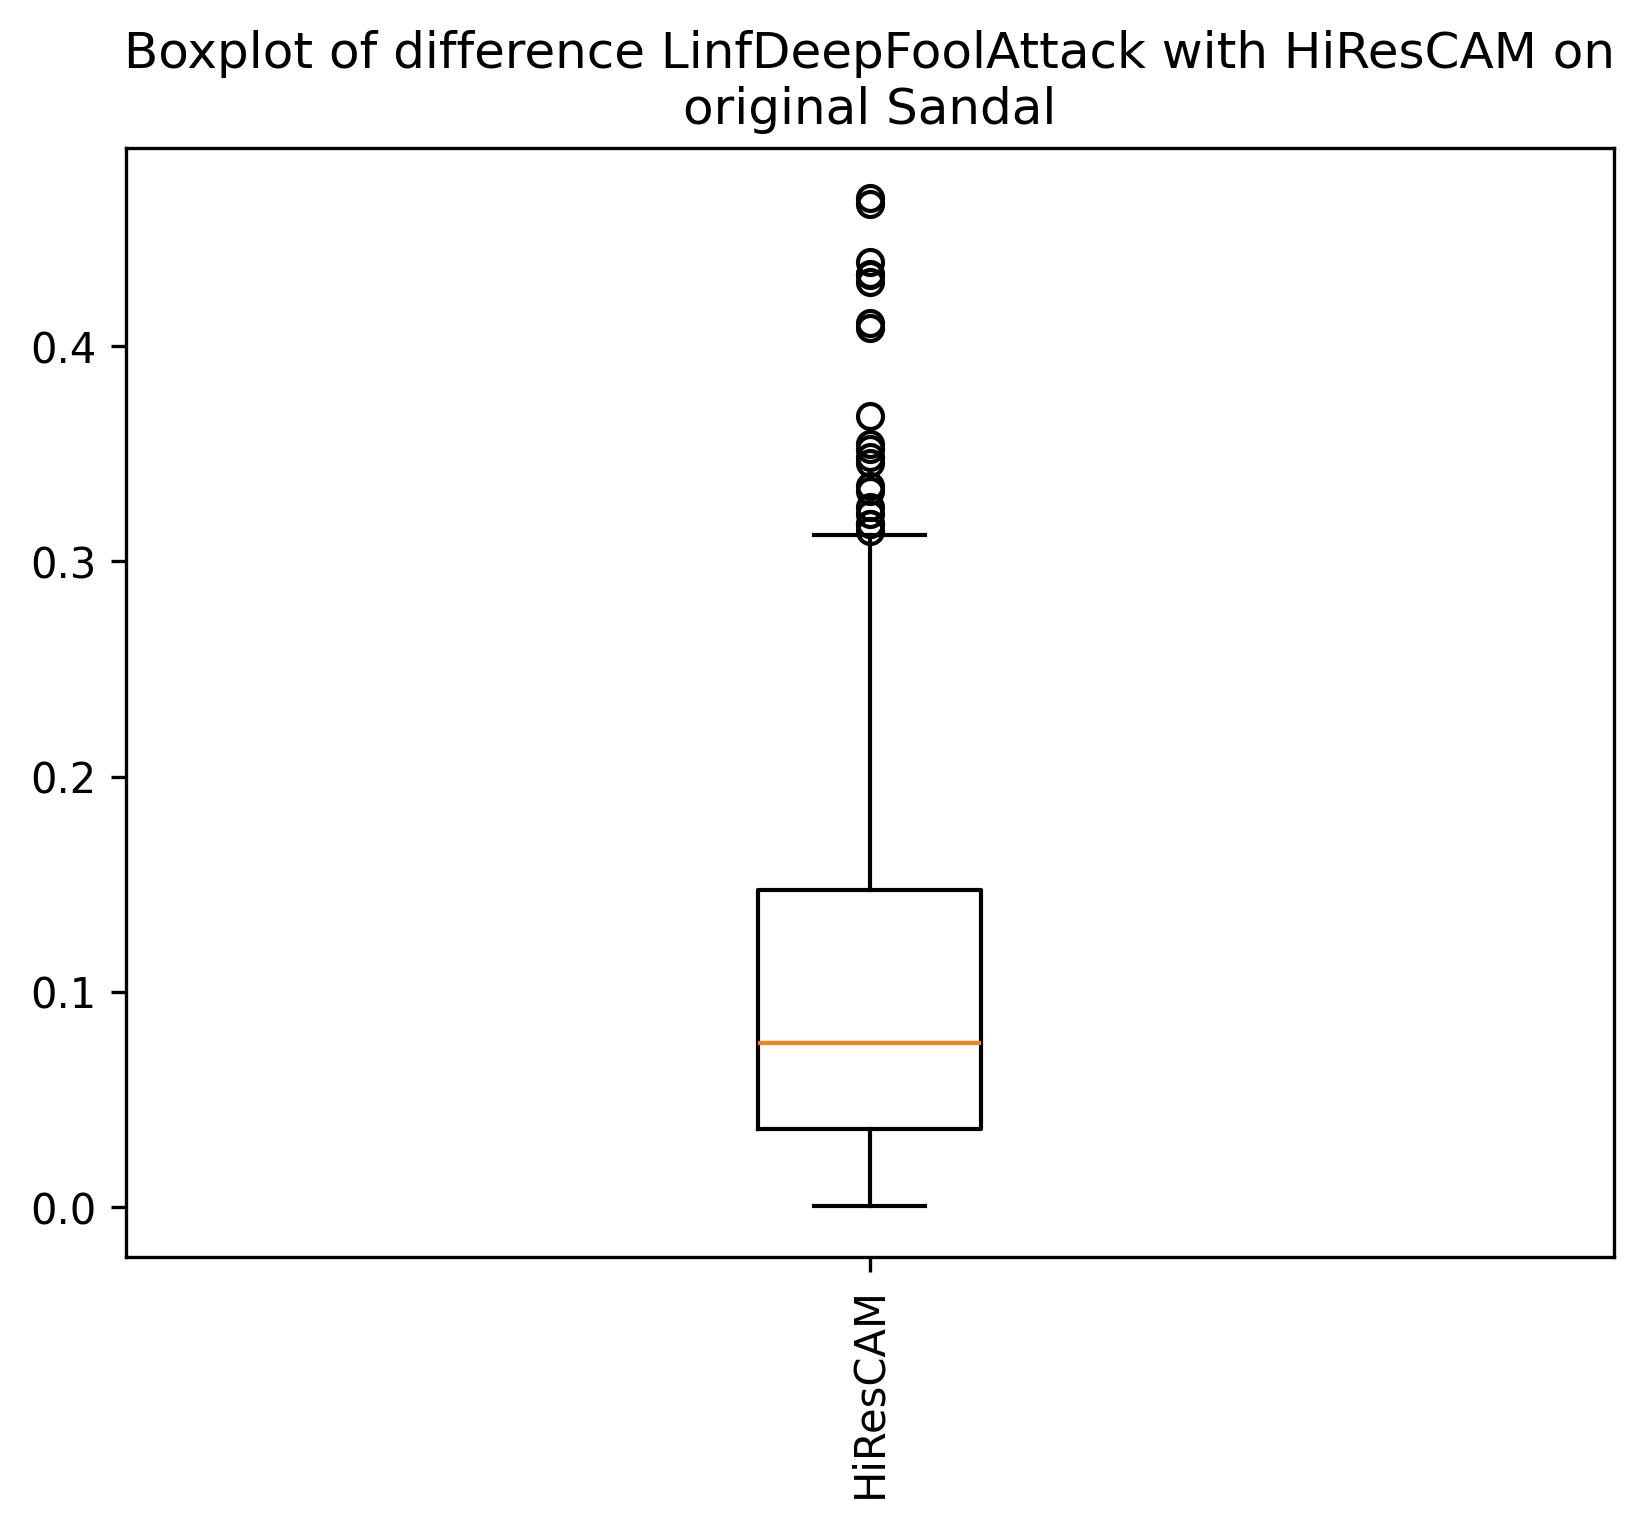 Boxplot of difference LinfDeepFoolAttack with HiResCAM on
original Sandal
0.4
0.3
0.2
0.1
0.0
HiResCAM